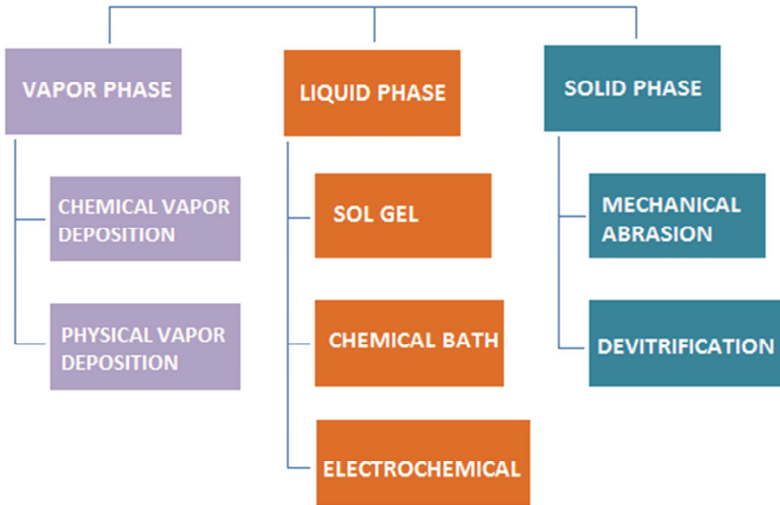 VAPOR PHASE
LIQUID PHASE
SOLID PHASE
CHEMICAL VAPOR
DEPOSITION
SOL GEL
MECHANICAL
ABRASION
PHYSICAL VAPOR
DEPOSITION
CHEMICAL BATH
DEVITRIFICATION
ELECTROCHEMICAL